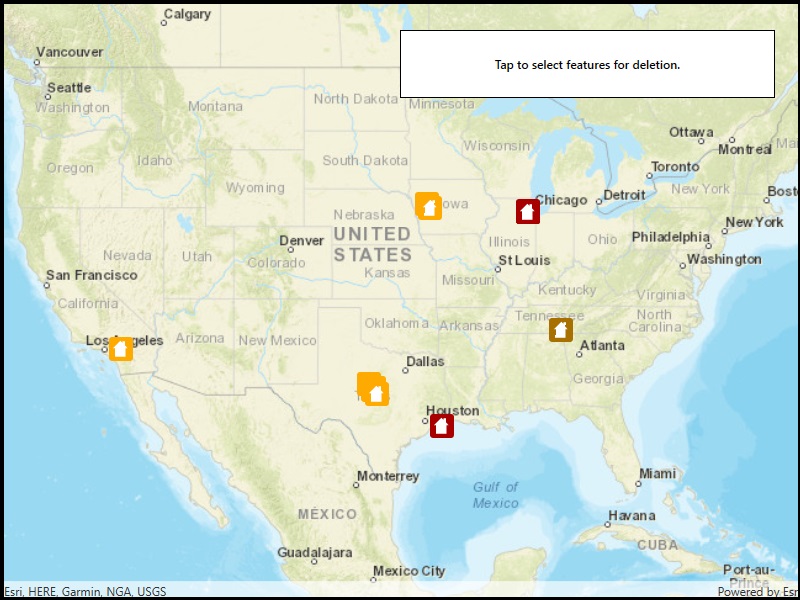 Calgary
Vancouver
Tap to select features for deletion.
Seattle
Washington
Montana
North Dakota
Minnesota
Ottawa
Montreal
Wisconsin
Idaho
South Dakota
Toronto
Oregon
Wyoming
Detroit
New York
Chicago
Iowa
Nebraska
New York
UNITED
STATES
Denver
Illinois
Ohio
Philadelphia
Nevada
Utah
Colorado
Kansas
St Louis
Washington
San Francisco
Missouri
Kentucky
Virginia
California
Tennessee
North
Carolina
Oklahoma
Arkansas
Los Angeles
Arizona
New Mexico
Atlanta
Dallas
Georgia
Houston
Monterrey
Miami
Gulf of
Mexico
MÉXICO
Havana
CUBA
Guadalajara
Mexico City
Port-au-
Prince
Esri, HERE, Garmin, NGA, USGS
Powered by Esr